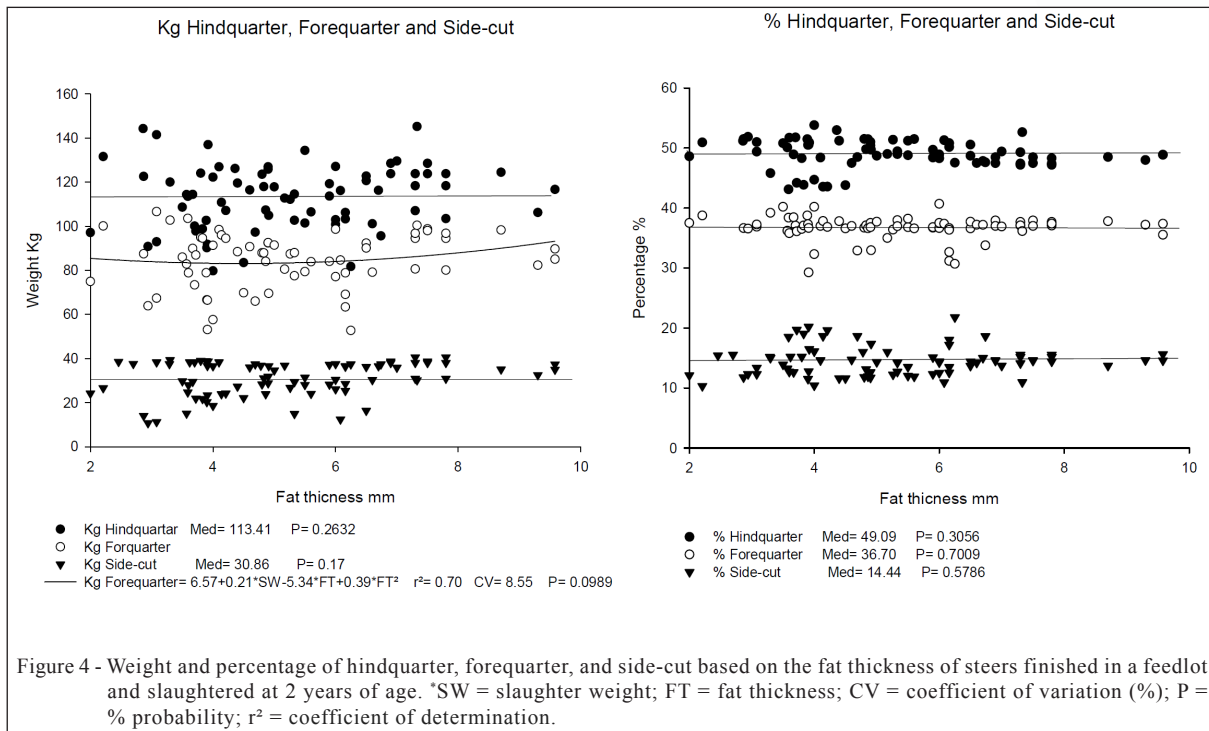 Kg Hindquarter, Forequarter and Side-cut
160
140
120
100
80
60
40
20
0
Weight Kg
2 4 6 8 10
Fat thicness mm
Kg Hindquartar Med= 113.41 P= 0.2632
Kg Forquarter
Kg Side-cut Med= 30.86 P= 0.17
Kg Forequarter= 6.57+0.21*SW-5.34*FT+0.39*FT² r²= 0.70 CV= 8.55 P= 0.0989
% Hindquarter, Forequarter and Side-cut
60
50
40
30
20
10
0
Percentage %
2 4 6 8 10
Fat thicness mm
% Hindquarter Med= 49.09 P= 0.3056
% Forequarter Med= 36.70 P= 0.7009
% Side-cut Med= 14.44 P= 0.5786
Figure 4 - Weight and percentage of hindquarter, forequarter, and side-cut based on the fat thickness of steers finished in a feedlot
and slaughtered at 2 years of age. *SW = slaughter weight; FT = fat thickness; CV = coefficient of variation (%); P =
% probability; r² = coefficient of determination.